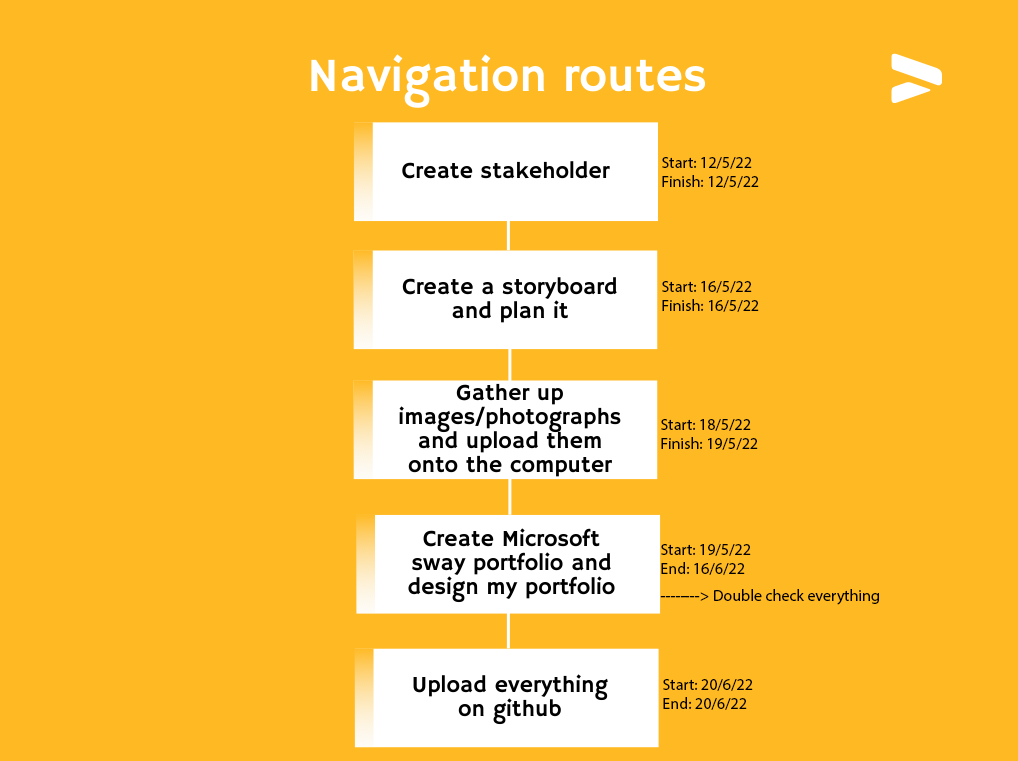 Navigation routes
Create stakeholder
Start: 12/5/22
Finish: 12/5/22
Create a storyboard
and plan it
Start: 16/5/22
Finish: 16/5/22
Gather up
images/photographs
and upload them
onto the computer
Start: 18/5/22
Finish: 19/5/22
Create Microsoft
sway portfolio and
design my portfolio
Start: 19/5/22
End: 16/6/22
--------> Double check everything
Upload everything
on github
Start: 20/6/22
End: 20/6/22